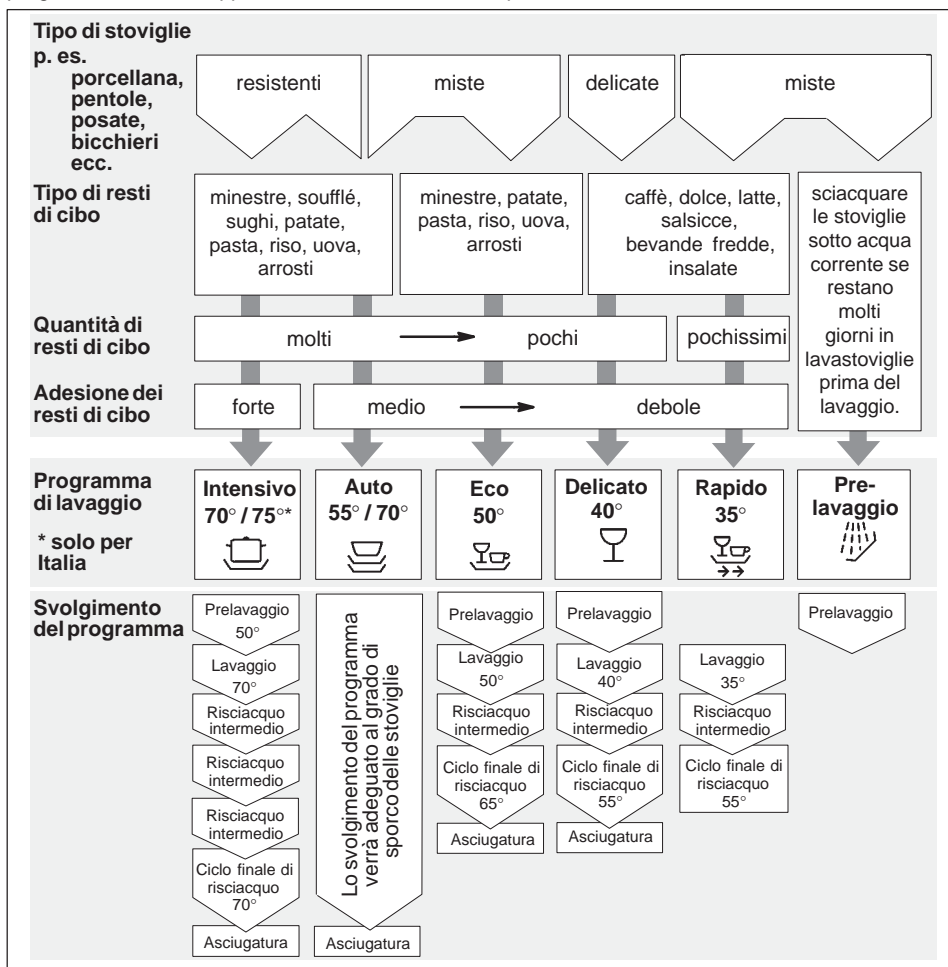 Tipo di stoviglie
p. es.
porcellana,
pentole,
posate,
bicchieri
ecc.
resistenti
miste
delicate
miste
Tipo di resti
di cibo
minestre, soufflé,
sughi, patate,
pasta, riso, uova,
arrosti
minestre, patate,
pasta, riso, uova,
arrosti
caffè, dolce, latte,
salsicce,
bevande fredde,
insalate
sciacquare
le stoviglie
sotto acqua
corrente se
restano
molti
giorni in
lavastoviglie
prima del
lavaggio.
Quantità di
resti di cibo
molti
pochi
pochissimi
Adesione dei
resti di cibo
forte
medio
debole
Programma
di lavaggio
* solo per
Italia
Intensivo
70° / 75°*
Auto
55° / 70°
Eco
50°
Delicato
40°
Rapido
35°
Pre-
lavaggio
Svolgimento
del programma
Prelavaggio
50°
Lavaggio
70°
Risciacquo
intermedio
Risciacquo
intermedio
Risciacquo
intermedio
Ciclo finale di
risciacquo
70°
Asciugatura
Lo svolgimento del programma
verrà adeguato al grado di
sporco delle stoviglie
Asciugatura
Prelavaggio
Lavaggio
50°
Risciacquo
intermedio
Ciclo finale di
risciacquo
65°
Asciugatura
Prelavaggio
Lavaggio
40°
Risciacquo
intermedio
Ciclo finale di
risciacquo
55°
Asciugatura
Lavaggio
35°
Risciacquo
intermedio
Ciclo finale di
risciacquo
55°
Prelavaggio